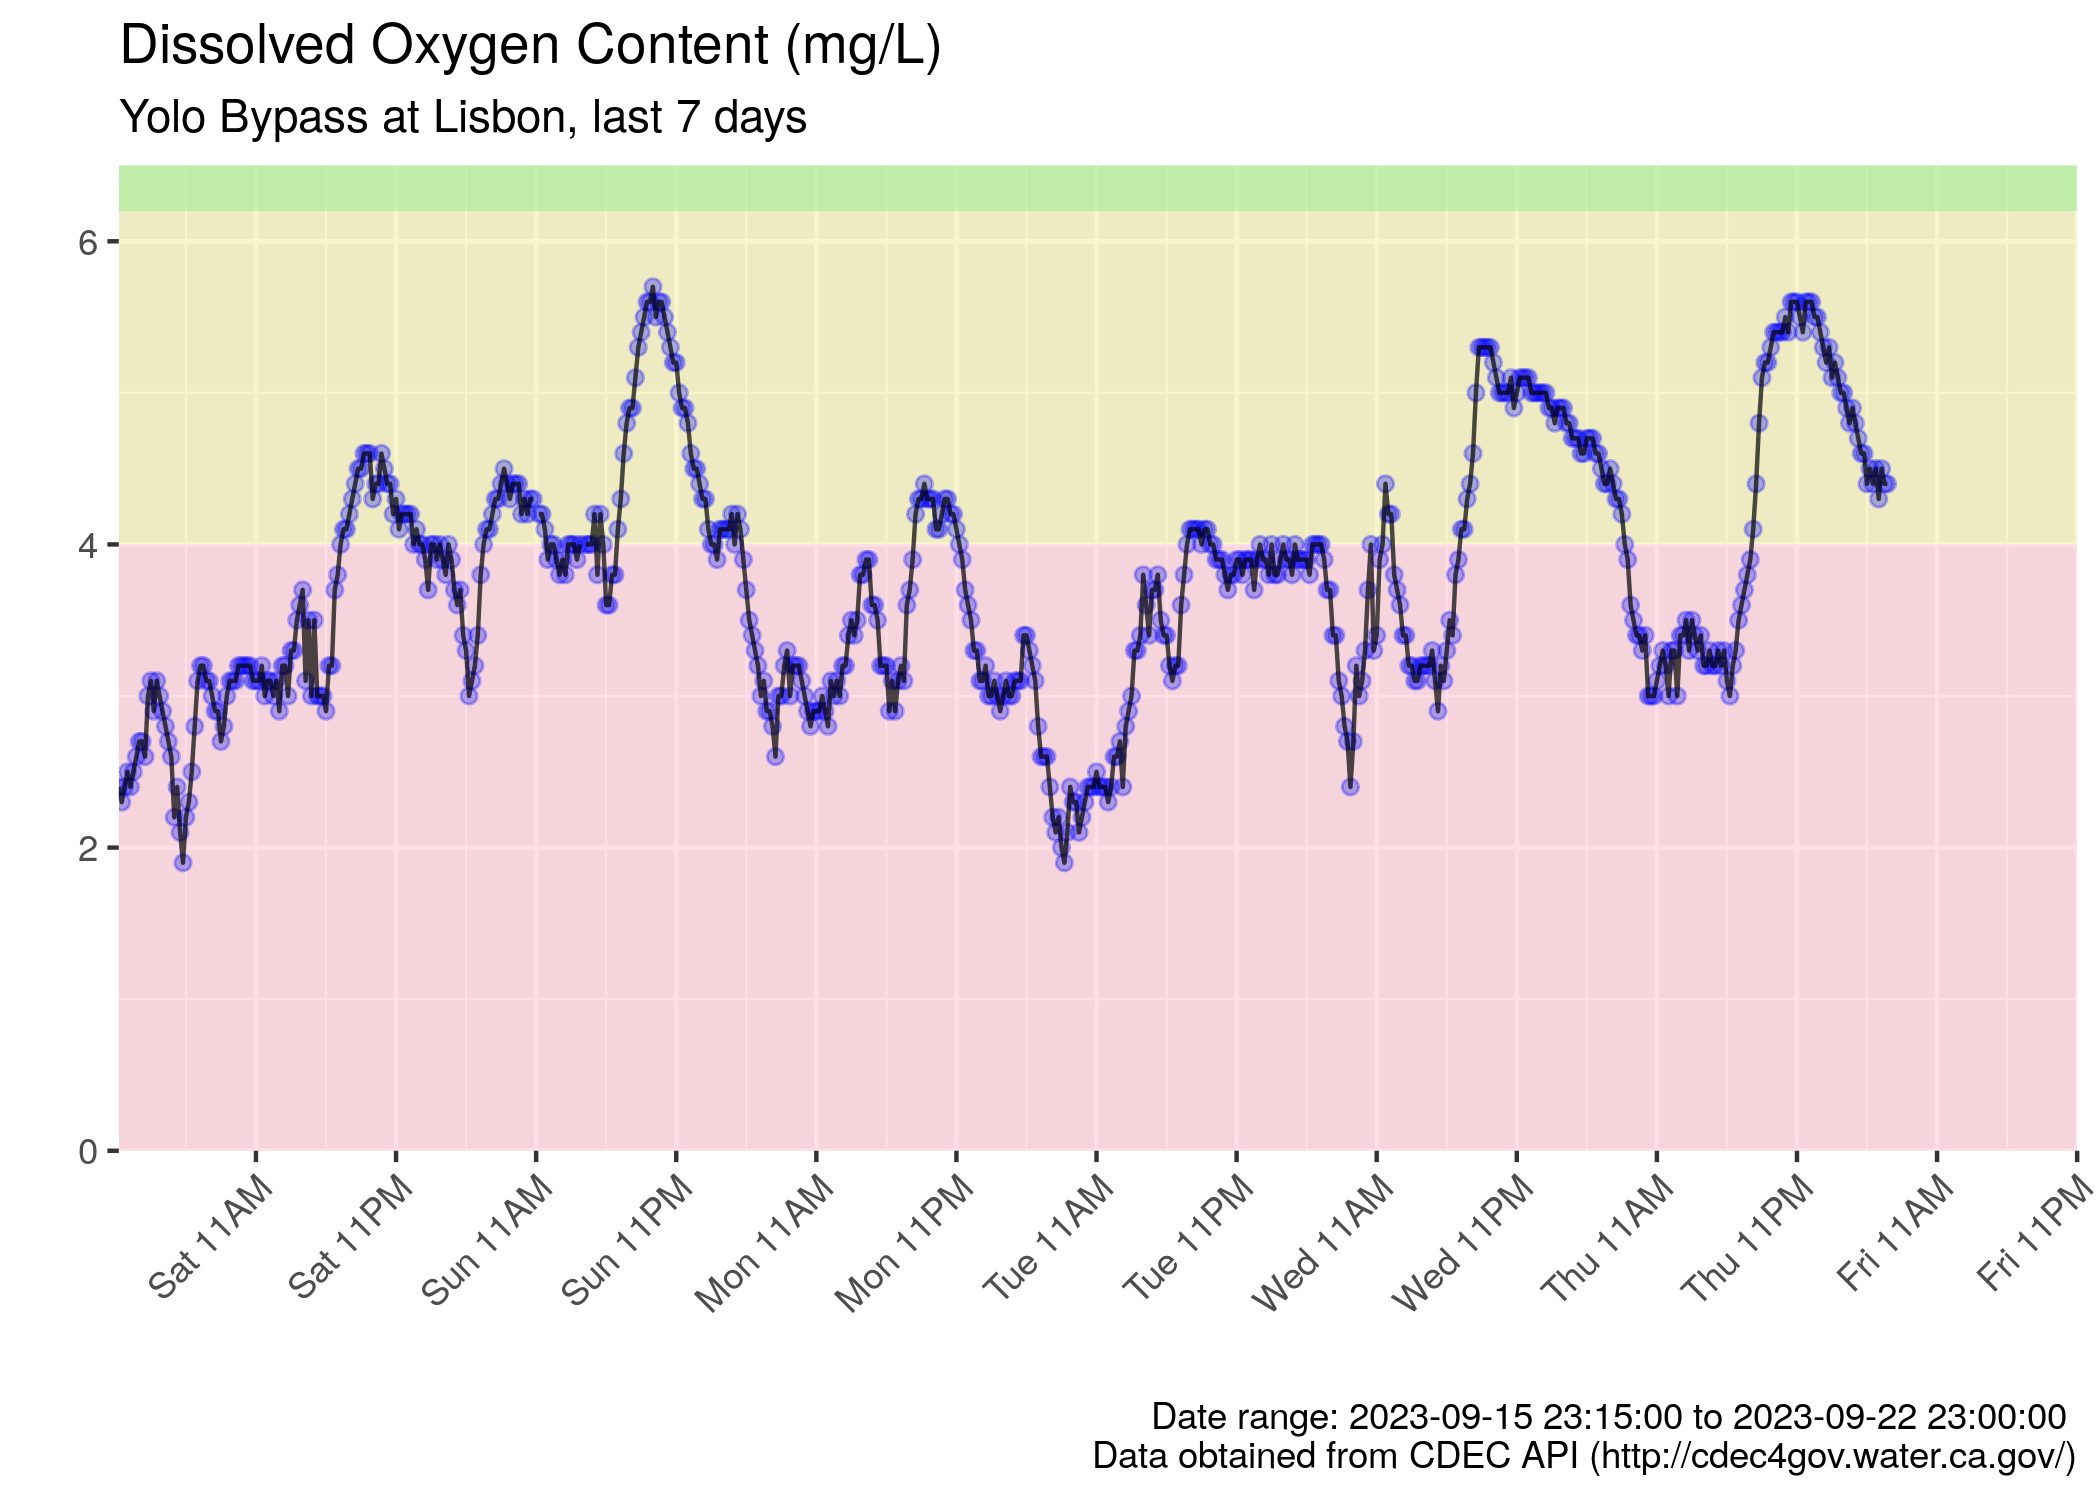 Dissolved Oxygen Content (mg/L)
Yolo Bypass at Lisbon, last 7 days
6
4
2
0
Sat 11AM
Sat 11PM
Sun 11AM
Sun 11PM
Mon 11AM
Mon 11PM
Tue 11AM
Tue 11PM
Wed 11AM
Wed 11PM
Thu 11AM
Thu 11PM
Fri 11AM
Fri 11PM
Date range: 2023-09-15 23:15:00 to 2023-09-22 23:00:00
Data obtained from CDEC API (http://cdec4gov.water.ca.gov/)